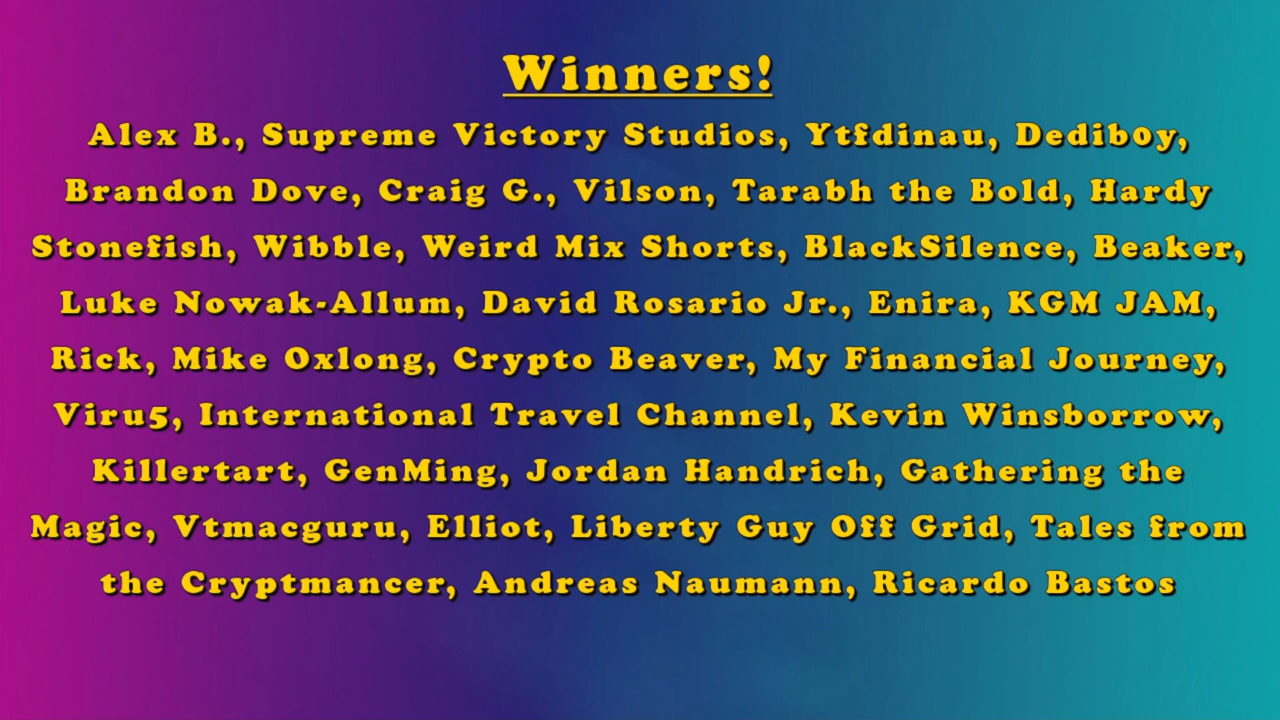 Winners!
Alex B., Supreme Victory Studios, Ytfdinau, Dedib0y,
Brandon Dove, Craig G., Vilson, Tarabh the Bold, Hardy
Stonefish, Wibble, Weird Mix Shorts, BlackSilence, Beaker,
Luke Nowak-Allum, David Rosario Jr., Enira, KGM JAM,
Rick, Mike Oxlong, Crypto Beaver, My Financial Journey,
Viru5, International Travel Channel, Kevin Winsborrow,
Killertart, GenMing, Jordan Handrich, Gathering the
Magic, Vtmacguru, Elliot, Liberty Guy Off Grid, Tales from
the Cryptmancer, Andreas Naumann, Ricardo Bastos